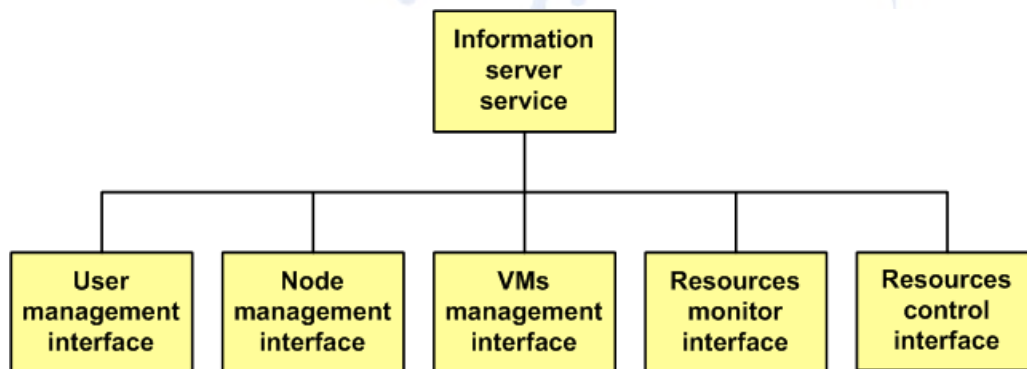 Information
server
service
User
management
interface
Node
management
interface
VMs
management
interface
Resources
monitor
interface
Resources
control
interface